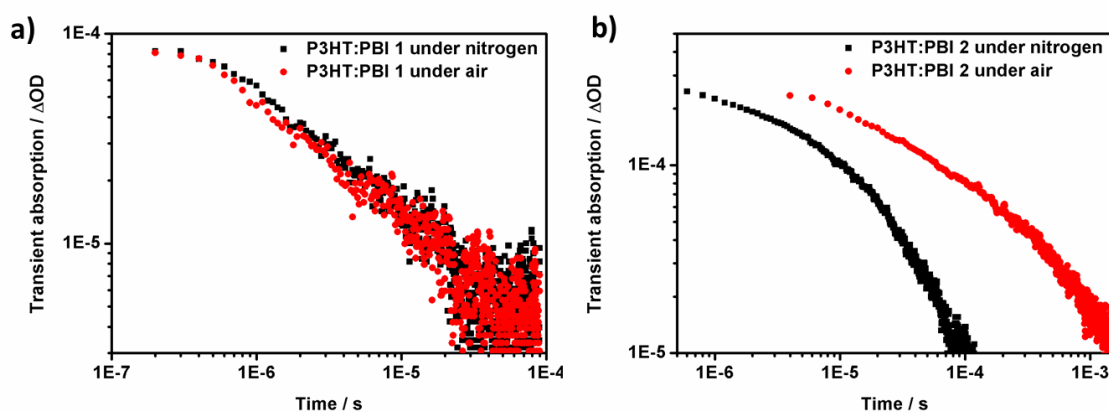 a)
1E-4
1E-5
Transient absorption / ΔOD
P3HT:PBI 1 under nitrogen
P3HT:PBI 1 under air
1E-7
1E-6
1E-5
1E-4
Time / s
b)
1E-4
1E-5
Transient absorption / ΔOD
P3HT:PBI 2 under nitrogen
P3HT:PBI 2 under air
1E-6
1E-5
1E-4
1E-3
Time / s